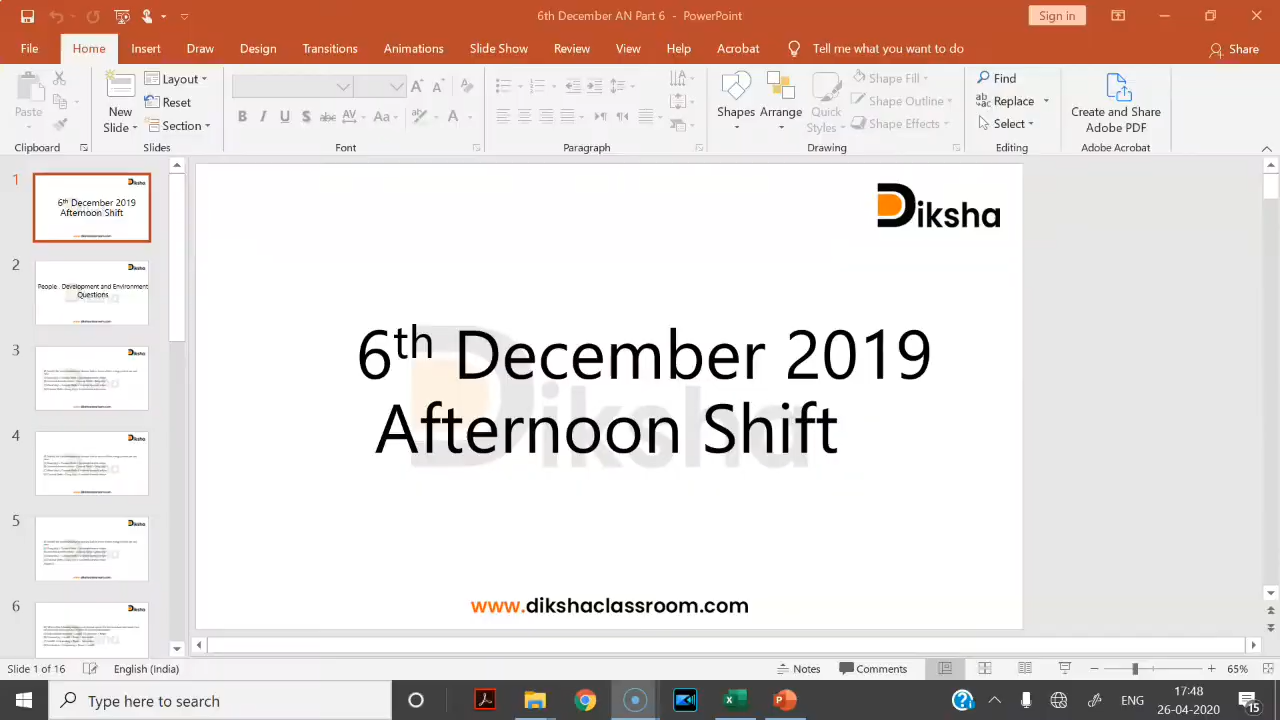 6th December AN Part 6 - PowerPoint
Sign in
File Home Insert Draw Design Transitions Animations Slide Show Review View Help Acrobat Tell me what you want to do Share
Paste
Clipboard
New Slide
Layout
Reset
Section
Slides
B I U S abc AV Aa A
Font
Paragraph
Shapes
Arrange
Quick Styles
Shape Fill
Shape Outline
Shape Effects
Drawing
Find
Replace
Select
Editing
Create and Share Adobe PDF
Adobe Acrobat
1
6th December 2019
Afternoon Shift
2
People , Development and Environment
Questions
3
4
5
6
Diksha
6th December 2019
Afternoon Shift
www.dikshaclassroom.com
Slide 1 of 16 English (India) Notes Comments 65%
Type here to search
ENG
17:48
26-04-2020
15